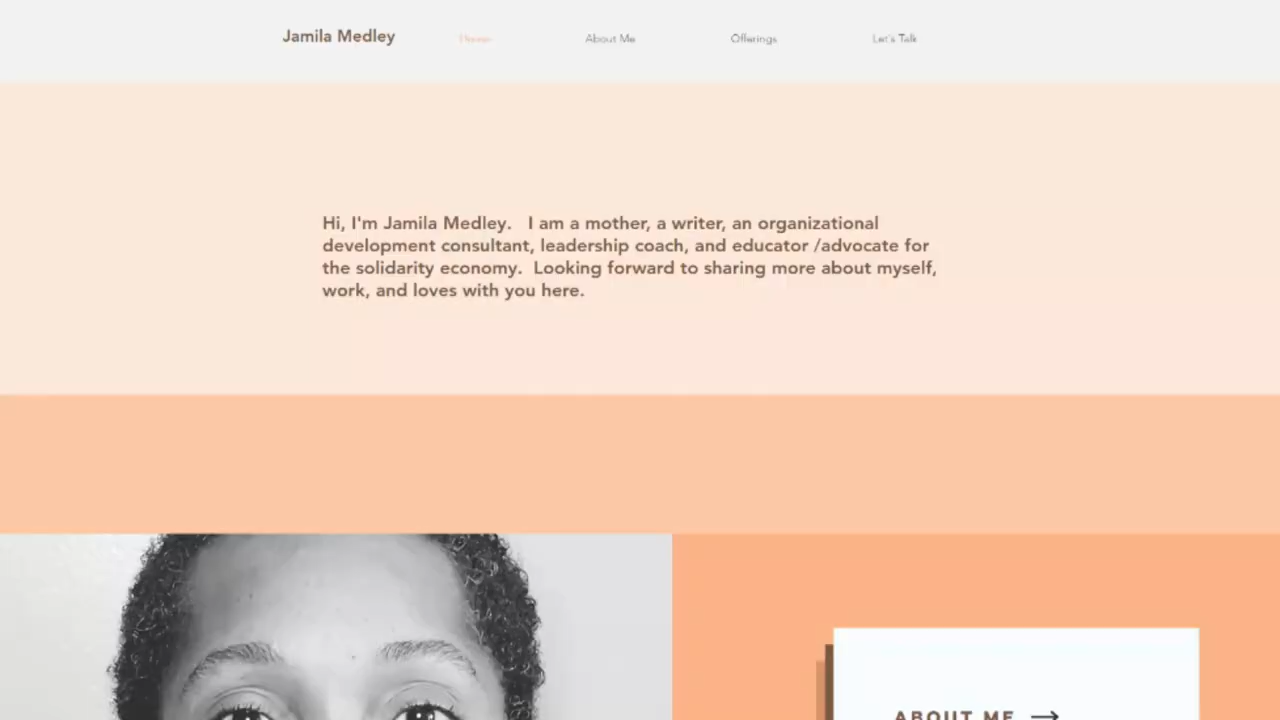 Jamila Medley
Home
About Me
Offerings
Let's Talk
Hi, I'm Jamila Medley.   I am a mother, a writer, an organizational
development consultant, leadership coach, and educator /advocate for
the solidarity economy.  Looking forward to sharing more about myself,
work, and loves with you here.
ABOUT ME